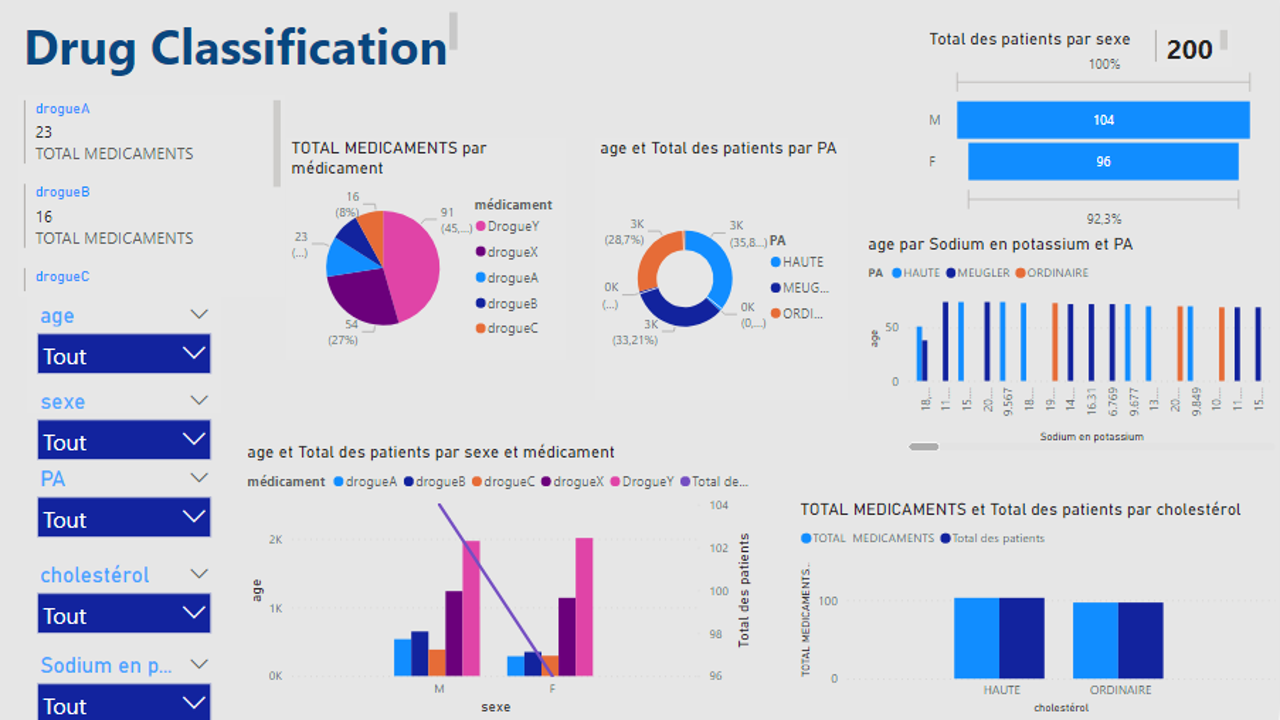 Drug Classification
Total des patients par sexe
200
100%
M
104
F
96
92,3%
drogueA
23
TOTAL MEDICAMENTS
drogueB
16
TOTAL MEDICAMENTS
drogueC
age
Tout
sexe
Tout
PA
Tout
cholestérol
Tout
Sodium en p...
Tout
TOTAL MEDICAMENTS par
médicament
16
(8%)
91
(45,...)
23
(...)
54
(27%)
médicament
DrogueY
drogueX
drogueA
drogueB
drogueC
age et Total des patients par PA
3K
(28,7%)
3K
(35,8...)
0K
(...)
0K
(0,...)
3K
(33,21%)
PA
HAUTE
MEUG...
ORDI...
age par Sodium en potassium et PA
PA HAUTE MEUGLER ORDINAIRE
age
50
0
18,... 11.... 15.... 20... 9.567 18... 19... 14... 16.31 6.769 9.677 13... 20... 9.849 10... 11.... 15...
Sodium en potassium
age et Total des patients par sexe et médicament
médicament drogueA drogueB drogueC drogueX DrogueY Total de...
age
2K
1K
0K
104
102
100
98
96
Total des patients
M F
sexe
TOTAL MEDICAMENTS et Total des patients par cholestérol
TOTAL MEDICAMENTS Total des patients
TOTAL MEDICAMENTS...
100
0
HAUTE ORDINAIRE
cholestérol